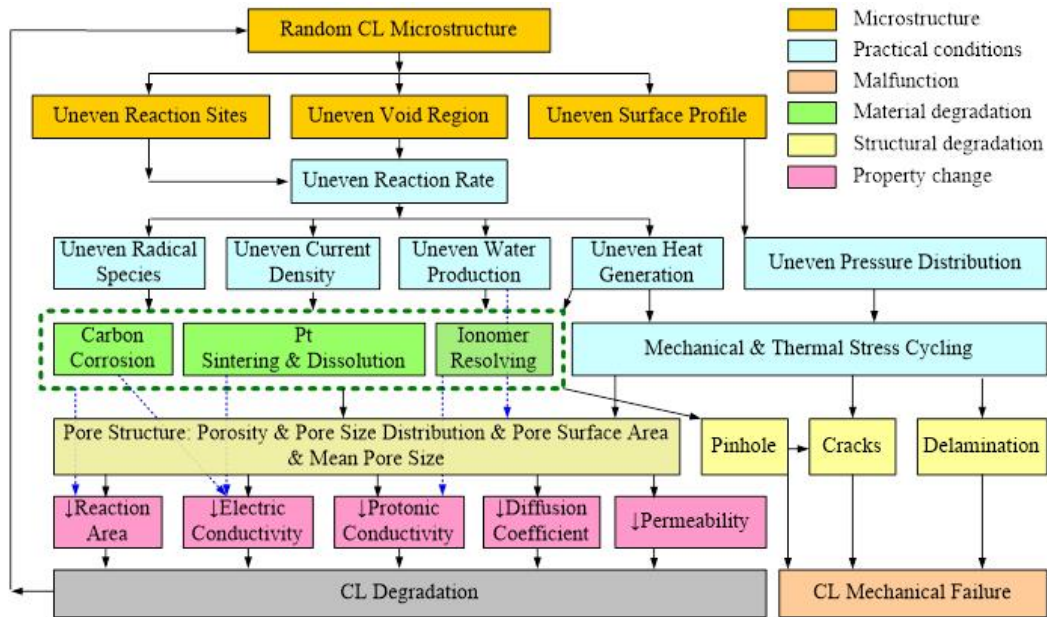 Random CL Microstructure
Microstructure
Practical conditions
Malfunction
Material degradation
Structural degradation
Property change
Uneven Reaction Sites
Uneven Void Region
Uneven Surface Profile
Uneven Reaction Rate
Uneven Radical
Species
Uneven Current
Density
Uneven Water
Production
Uneven Heat
Generation
Uneven Pressure Distribution
Carbon
Corrosion
Pt
Sintering & Dissolution
Ionomer
Resolving
Mechanical & Thermal Stress Cycling
Pore Structure: Porosity & Pore Size Distribution & Pore Surface Area
& Mean Pore Size
Pinhole
Cracks
Delamination
↓Reaction
Area
↓Electric
Conductivity
↓Protonic
Conductivity
↓Diffusion
Coefficient
↓Permeability
CL Degradation
CL Mechanical Failure